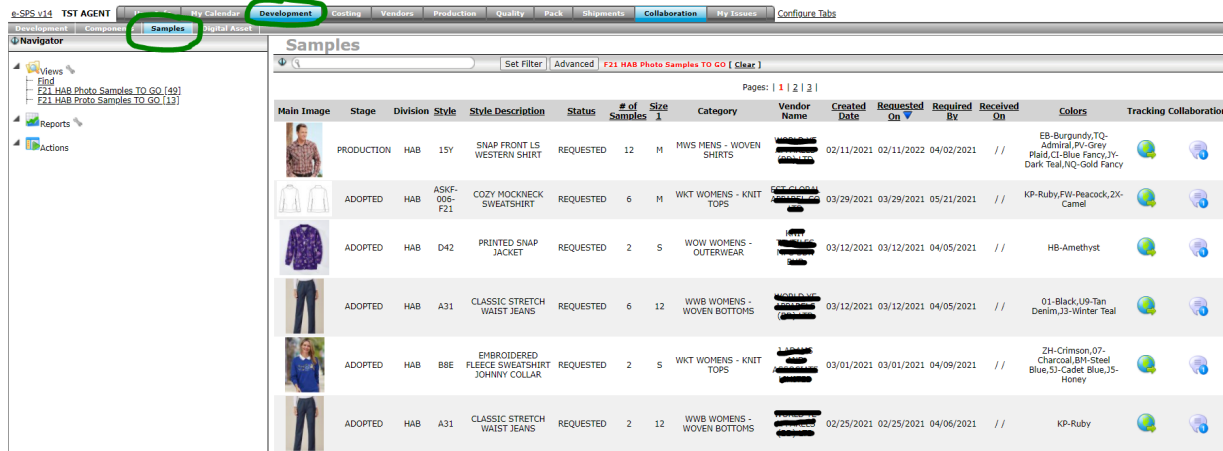 e-SPS v14 TST AGENT My Calendar Development Costing Vendors Production Quality Pack Shipments Collaboration My Issues Configure Tabs
Development Components Samples Digital Asset
Navigator
Views
Find
F21 HAB Photo Samples TO GO [49]
F21 HAB Proto Samples TO GO [13]
Reports
Actions
Samples
Set Filter Advanced F21 HAB Photo Samples TO GO [ Clear ]
Pages: | 1 | 2 | 3 |
Main Image Stage Division Style Style Description Status # of Samples Size 1 Category Vendor Name Created Date Requested On Required By Received On Colors Tracking Collaboration
PRODUCTION HAB 15Y SNAP FRONT LS WESTERN SHIRT REQUESTED 12 M MWS MENS - WOVEN SHIRTS 02/11/2021 02/11/2022 04/02/2021 / / EB-Burgundy,TQ-Admiral,PV-Grey Plaid,CI-Blue Fancy,JY-Dark Teal,NQ-Gold Fancy
ADOPTED HAB ASKF-006-F21 COZY MOCKNECK SWEATSHIRT REQUESTED 6 M WKT WOMENS - KNIT TOPS 03/29/2021 03/29/2021 05/21/2021 / / KP-Ruby,FW-Peacock,2X-Camel
ADOPTED HAB D42 PRINTED SNAP JACKET REQUESTED 2 S WOW WOMENS - OUTERWEAR 03/12/2021 03/12/2021 04/05/2021 / / HB-Amethyst
ADOPTED HAB A31 CLASSIC STRETCH WAIST JEANS REQUESTED 6 12 WWB WOMENS - WOVEN BOTTOMS 03/12/2021 03/12/2021 04/05/2021 / / 01-Black,U9-Tan Denim,J3-Winter Teal
ADOPTED HAB B8E EMBROIDERED FLEECE SWEATSHIRT JOHNNY COLLAR REQUESTED 2 S WKT WOMENS - KNIT TOPS 03/01/2021 03/01/2021 04/09/2021 / / ZH-Crimson,07-Charcoal,BM-Steel Blue,5J-Cadet Blue,J5-Honey
ADOPTED HAB A31 CLASSIC STRETCH WAIST JEANS REQUESTED 2 12 WWB WOMENS - WOVEN BOTTOMS 02/25/2021 02/25/2021 04/06/2021 / / KP-Ruby